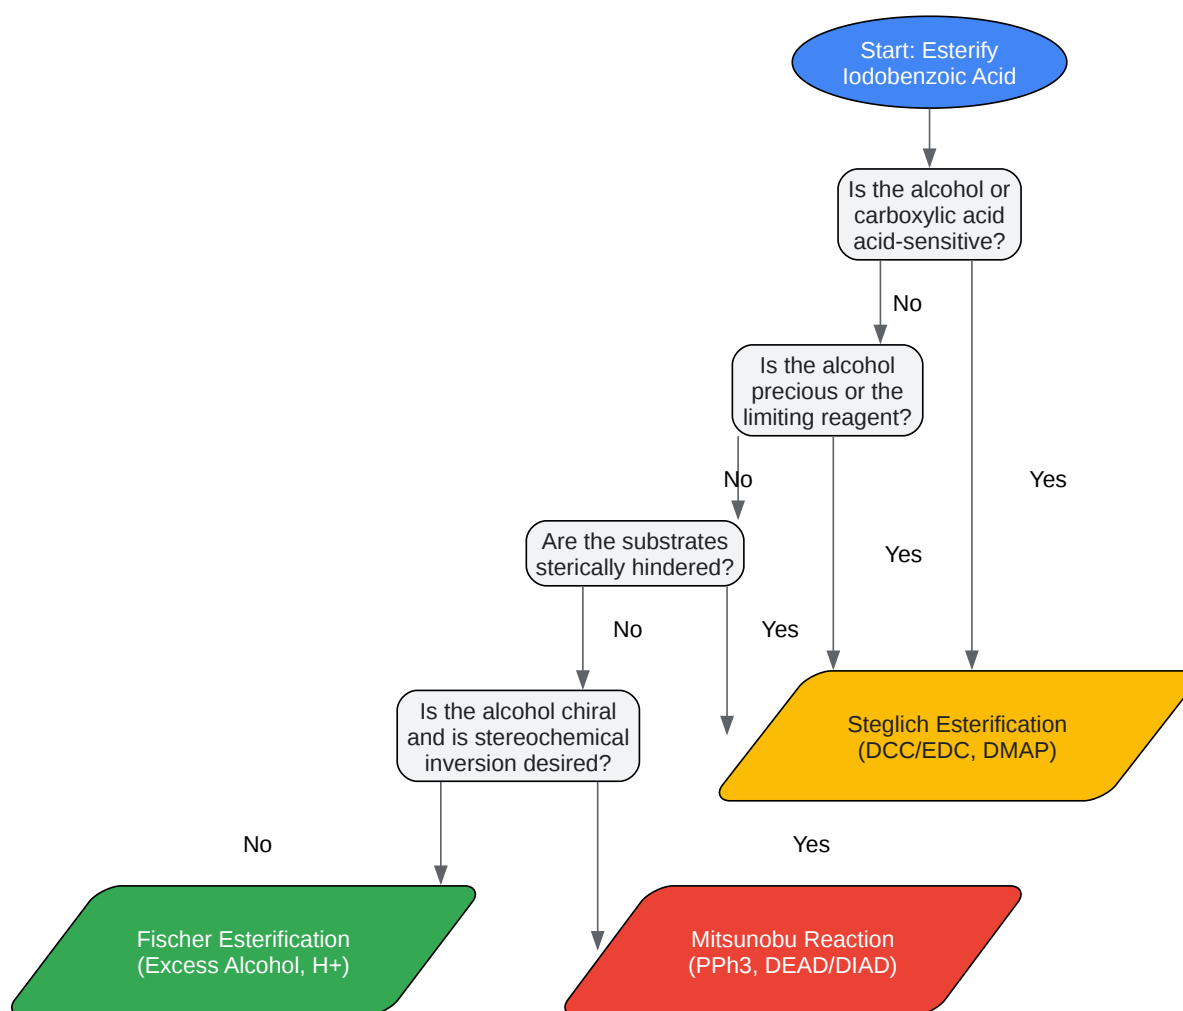 Start: Esterify
Iodobenzoic Acid
Is the alcohol or
carboxylic acid
acid-sensitive?
No
Is the alcohol
precious or the
limiting reagent?
No
Yes
Are the substrates
sterically hindered?
Yes
No
Yes
Is the alcohol chiral
and is stereochemical
inversion desired?
Steglich Esterification
(DCC/EDC, DMAP)
No
Yes
Fischer Esterification
(Excess Alcohol, H+)
Mitsunobu Reaction
(PPh3, DEAD/DIAD)